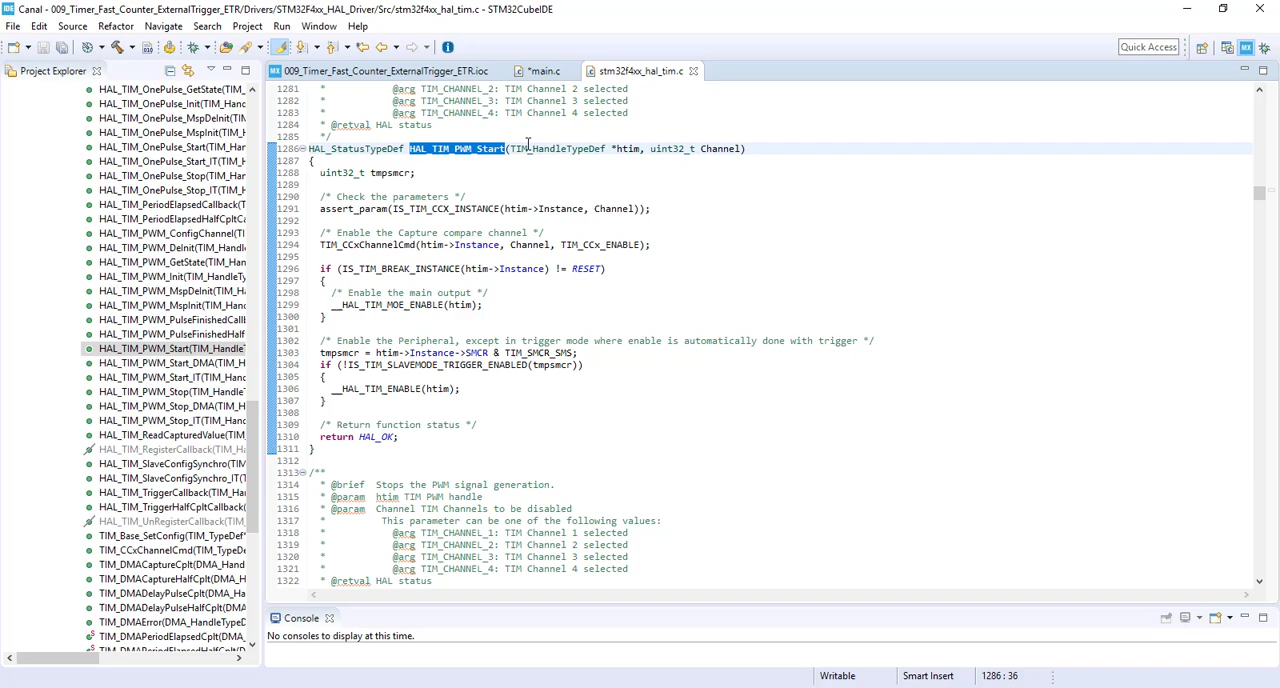 Canal - 009_Timer_Fast_Counter_ExternalTrigger_ETR/Drivers/STM32F4xx_HAL_Driver/Src/stm32f4xx_hal_tim.c - STM32CubeIDE
File Edit Source Refactor Navigate Search Project Run Window Help
Quick Access
Project Explorer
009_Timer_Fast_Counter_ExternalTrigger_ETR.ioc
*main.c
stm32f4xx_hal_tim.c
HAL_TIM_OnePulse_GetState(TIM_
HAL_TIM_OnePulse_Init(TIM_Hand
HAL_TIM_OnePulse_MspDeInit(TIM
HAL_TIM_OnePulse_MspInit(TIM_H
HAL_TIM_OnePulse_Start(TIM_Han
HAL_TIM_OnePulse_Start_IT(TIM_H
HAL_TIM_OnePulse_Stop(TIM_Han
HAL_TIM_OnePulse_Stop_IT(TIM_H
HAL_TIM_PeriodElapsedCallback(TI
HAL_TIM_PeriodElapsedHalfCpltCa
HAL_TIM_PWM_ConfigChannel(TI
HAL_TIM_PWM_DeInit(TIM_Handl
HAL_TIM_PWM_GetState(TIM_Han
HAL_TIM_PWM_Init(TIM_HandleTy
HAL_TIM_PWM_MspDeInit(TIM_H
HAL_TIM_PWM_MspInit(TIM_Hand
HAL_TIM_PWM_PulseFinishedCall
HAL_TIM_PWM_PulseFinishedHalf
HAL_TIM_PWM_Start(TIM_Handle
HAL_TIM_PWM_Start_DMA(TIM_H
HAL_TIM_PWM_Start_IT(TIM_Hand
HAL_TIM_PWM_Stop(TIM_HandleT
HAL_TIM_PWM_Stop_DMA(TIM_H
HAL_TIM_PWM_Stop_IT(TIM_Hand
HAL_TIM_ReadCapturedValue(TIM_
HAL_TIM_RegisterCallback(TIM_Ha
HAL_TIM_SlaveConfigSynchro(TIM
HAL_TIM_SlaveConfigSynchro_IT(T
HAL_TIM_TriggerCallback(TIM_Han
HAL_TIM_TriggerHalfCpltCallback(
HAL_TIM_UnRegisterCallback(TIM_
TIM_Base_SetConfig(TIM_TypeDef
TIM_CCxChannelCmd(TIM_TypeDe
TIM_DMACaptureCplt(DMA_Handl
TIM_DMACaptureHalfCplt(DMA_H
TIM_DMADelayPulseCplt(DMA_Ha
TIM_DMADelayPulseHalfCplt(DMA
TIM_DMAError(DMA_HandleTypeD
TIM_DMAPeriodElapsedCplt(DMA_
TIM_DMAPeriodElapsedHalfCplt(D
1281 * @arg TIM_CHANNEL_2: TIM Channel 2 selected
1282 * @arg TIM_CHANNEL_3: TIM Channel 3 selected
1283 * @arg TIM_CHANNEL_4: TIM Channel 4 selected
1284 * @retval HAL status
1285 */
1286 HAL_StatusTypeDef HAL_TIM_PWM_Start(TIM_HandleTypeDef *htim, uint32_t Channel)
1287 {
1288 uint32_t tmpsmcr;
1289
1290 /* Check the parameters */
1291 assert_param(IS_TIM_CCX_INSTANCE(htim->Instance, Channel));
1292
1293 /* Enable the Capture compare channel */
1294 TIM_CCxChannelCmd(htim->Instance, Channel, TIM_CCx_ENABLE);
1295
1296 if (IS_TIM_BREAK_INSTANCE(htim->Instance) != RESET)
1297 {
1298 /* Enable the main output */
1299 __HAL_TIM_MOE_ENABLE(htim);
1300 }
1301
1302 /* Enable the Peripheral, except in trigger mode where enable is automatically done with trigger */
1303 tmpsmcr = htim->Instance->SMCR & TIM_SMCR_SMS;
1304 if (!IS_TIM_SLAVEMODE_TRIGGER_ENABLED(tmpsmcr))
1305 {
1306 __HAL_TIM_ENABLE(htim);
1307 }
1308
1309 /* Return function status */
1310 return HAL_OK;
1311 }
1312
1313 /**
1314 * @brief Stops the PWM signal generation.
1315 * @param htim TIM PWM handle
1316 * @param Channel TIM Channels to be disabled
1317 * This parameter can be one of the following values:
1318 * @arg TIM_CHANNEL_1: TIM Channel 1 selected
1319 * @arg TIM_CHANNEL_2: TIM Channel 2 selected
1320 * @arg TIM_CHANNEL_3: TIM Channel 3 selected
1321 * @arg TIM_CHANNEL_4: TIM Channel 4 selected
1322 * @retval HAL status
Console
No consoles to display at this time.
Writable
Smart Insert
1286 : 36